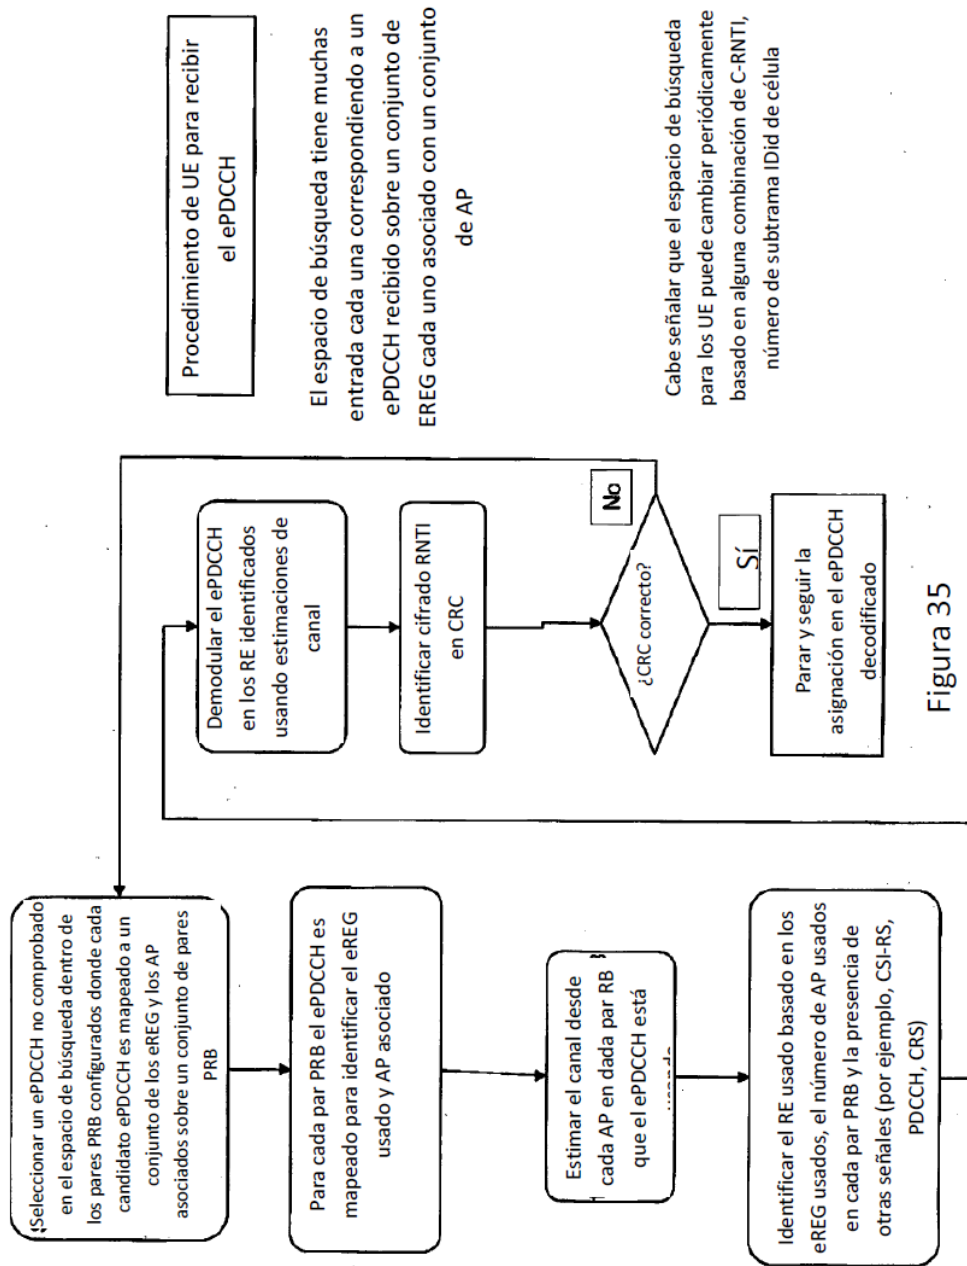 Procedimiento de UE para recibir
el ePDCCH
El espacio de búsqueda tiene muchas
entrada cada una correspondiendo a un
ePDCCH recibido sobre un conjunto de
EREG cada uno asociado con un conjunto
de AP
Cabe señalar que el espacio de búsqueda
para los UE puede cambiar periódicamente
basado en alguna combinación de C-RNTI,
número de subtrama IDid de célula
Seleccionar un ePDCCH no comprobado
en el espacio de búsqueda dentro de
los pares PRB configurados donde cada
candidato ePDCCH es mapeado a un
conjunto de los eREG y los AP
asociados sobre un conjunto de pares
PRB
Para cada par PRB el ePDCCH es
mapeado para identificar el eREG
usado y AP asociado
Estimar el canal desde
cada AP en dada par RB
que el ePDCCH está
Identificar el RE usado basado en los
eREG usados, el número de AP usados
en cada par PRB y la presencia de
otras señales (por ejemplo, CSI-RS,
PDCCH, CRS)
Demodular el ePDCCH
en los RE identificados
usando estimaciones de
canal
Identificar cifrado RNTI
en CRC
¿CRC correcto?
No
Sí
Parar y seguir la
asignación en el ePDCCH
decodificado
Figura 35